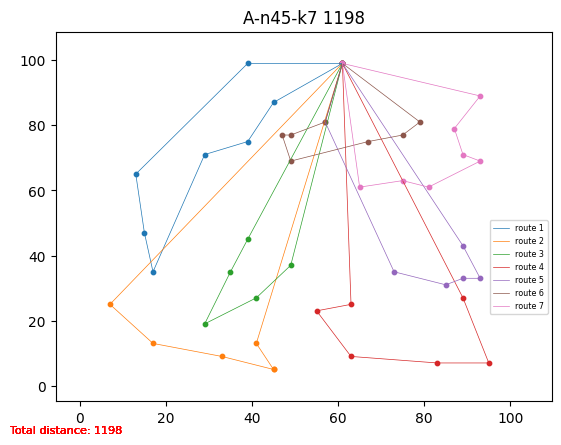 A-n45-k7 1198
100
80
60
40
20
0
route 1
route 2
route 3
route 4
route 5
route 6
route 7
0 20 40 60 80 100
Total distance: 1198